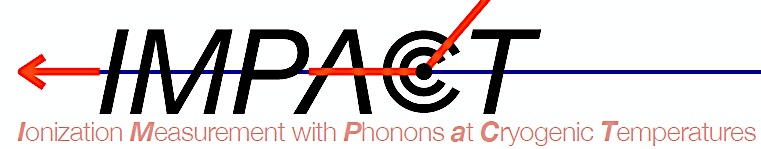 IMPACT
Ionization Measurement with Phonons at Cryogenic Temperatures